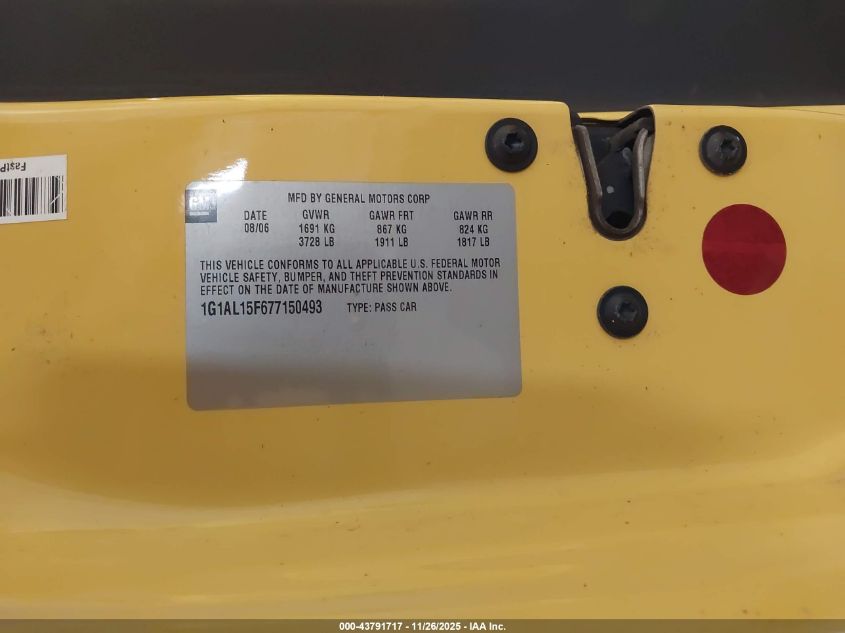 FastP
GM
MFD BY GENERAL MOTORS CORP
DATE GVWR GAWR FRT GAWR RR
08/06 1691 KG 867 KG 824 KG
3728 LB 1911 LB 1817 LB
THIS VEHICLE CONFORMS TO ALL APPLICABLE U.S. FEDERAL MOTOR
VEHICLE SAFETY, BUMPER, AND THEFT PREVENTION STANDARDS IN
EFFECT ON THE DATE OF MANUFACTURE SHOWN ABOVE.
1G1AL15F677150493 TYPE: PASS CAR
000-43791717 - 11/26/2025 - IAA Inc.